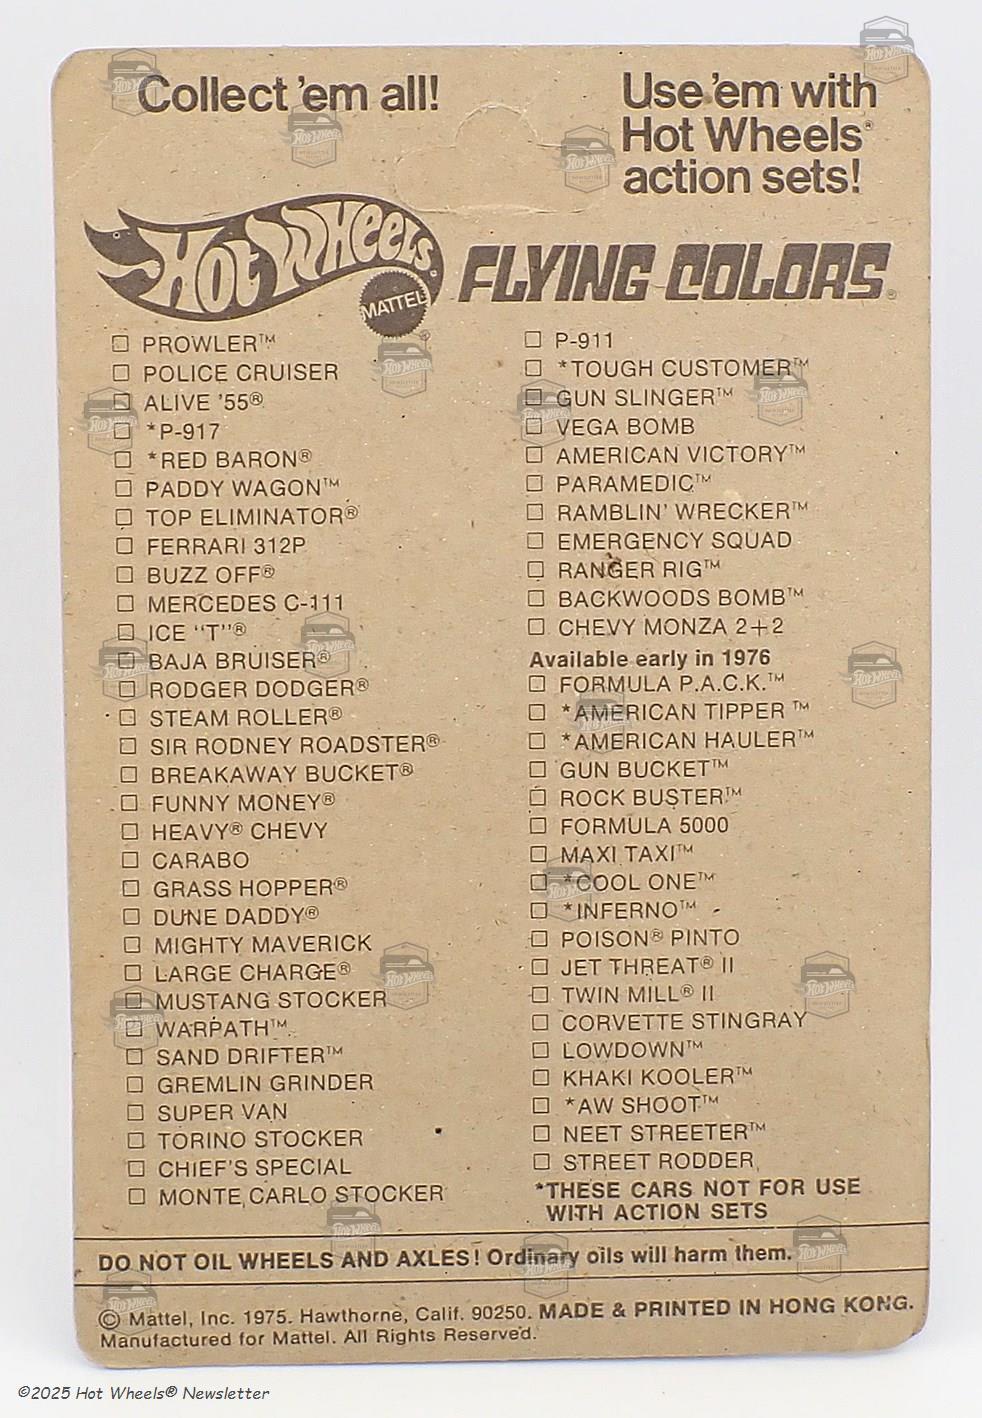 Collect 'em all!
Use 'em with
Hot Wheels®
action sets!
Hot Wheels®
MATTEL®
FLYING COLORS®
☐ PROWLER™
☐ POLICE CRUISER
☐ ALIVE '55®
☐ *P-917
☐ *RED BARON®
☐ PADDY WAGON™
☐ TOP ELIMINATOR®
☐ FERRARI 312P
☐ BUZZ OFF®
☐ MERCEDES C-111
☐ ICE "T"®
☐ BAJA BRUISER®
☐ RODGER DODGER®
☐ STEAM ROLLER®
☐ SIR RODNEY ROADSTER®
☐ BREAKAWAY BUCKET®
☐ FUNNY MONEY®
☐ HEAVY® CHEVY
☐ CARABO
☐ GRASS HOPPER®
☐ DUNE DADDY®
☐ MIGHTY MAVERICK
☐ LARGE CHARGE®
☐ MUSTANG STOCKER
☐ WARPATH™
☐ SAND DRIFTER™
☐ GREMLIN GRINDER
☐ SUPER VAN
☐ TORINO STOCKER
☐ CHIEF'S SPECIAL
☐ MONTE CARLO STOCKER
☐ P-911
☐ *TOUGH CUSTOMER™
☐ GUN SLINGER™
☐ VEGA BOMB
☐ AMERICAN VICTORY™
☐ PARAMEDIC™
☐ RAMBLIN' WRECKER™
☐ EMERGENCY SQUAD
☐ RANGER RIG™
☐ BACKWOODS BOMB™
☐ CHEVY MONZA 2+2
Available early in 1976
☐ FORMULA P.A.C.K.™
☐ *AMERICAN TIPPER™
☐ *AMERICAN HAULER™
☐ GUN BUCKET™
☐ ROCK BUSTER™
☐ FORMULA 5000
☐ MAXI TAXI™
☐ *COOL ONE™
☐ *INFERNO™
☐ POISON® PINTO
☐ JET THREAT® II
☐ TWIN MILL® II
☐ CORVETTE STINGRAY
☐ LOWDOWN™
☐ KHAKI KOOLER™
☐ *AW SHOOT™
☐ NEET STREETER™
☐ STREET RODDER
*THESE CARS NOT FOR USE
WITH ACTION SETS
DO NOT OIL WHEELS AND AXLES! Ordinary oils will harm them.
© Mattel, Inc. 1975. Hawthorne, Calif. 90250. MADE & PRINTED IN HONG KONG.
Manufactured for Mattel. All Rights Reserved.
©2025 Hot Wheels® Newsletter